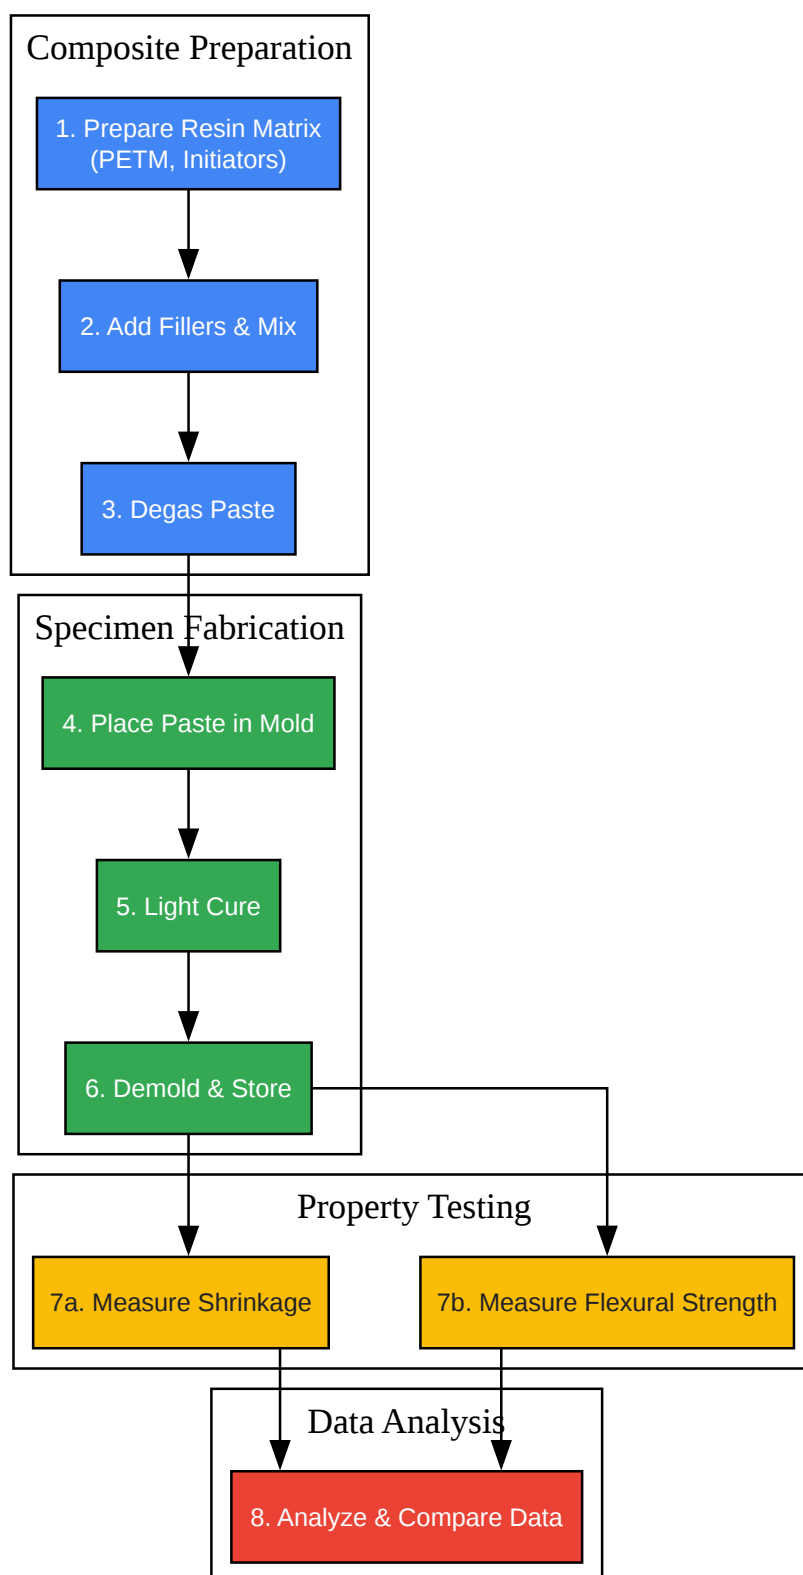 Composite Preparation
1. Prepare Resin Matrix
(PETM, Initiators)
2. Add Fillers & Mix
3. Degas Paste
Specimen Fabrication
4. Place Paste in Mold
5. Light Cure
6. Demold & Store
Property Testing
7a. Measure Shrinkage
7b. Measure Flexural Strength
Data Analysis
8. Analyze & Compare Data